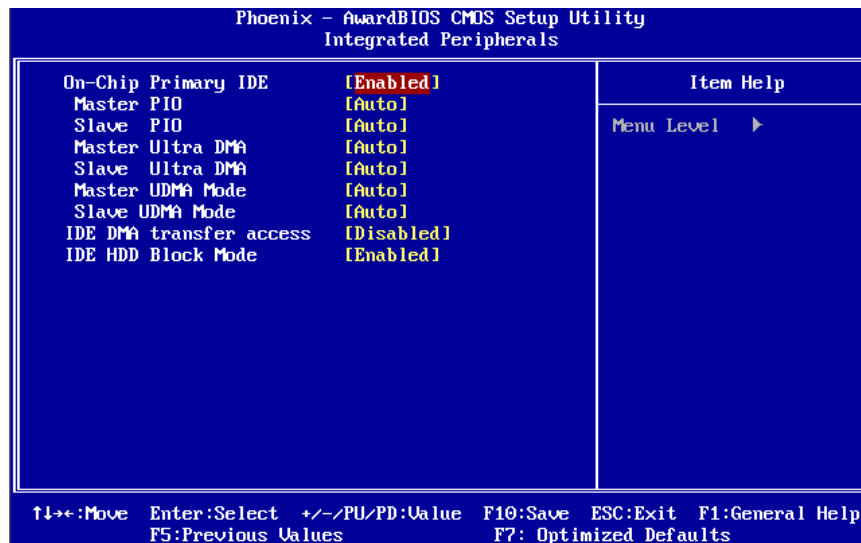 Phoenix - AwardBIOS CMOS Setup Utility
Integrated Peripherals
On-Chip Primary IDE [Enabled]
Master PIO [Auto]
Slave PIO [Auto]
Master Ultra DMA [Auto]
Slave Ultra DMA [Auto]
Master UDMA Mode [Auto]
Slave UDMA Mode [Auto]
IDE DMA transfer access [Disabled]
IDE HDD Block Mode [Enabled]
Item Help
Menu Level ▶
↑↓→←:Move Enter:Select +/-/PU/PD:Value F10:Save ESC:Exit F1:General Help
F5:Previous Values F7: Optimized Defaults